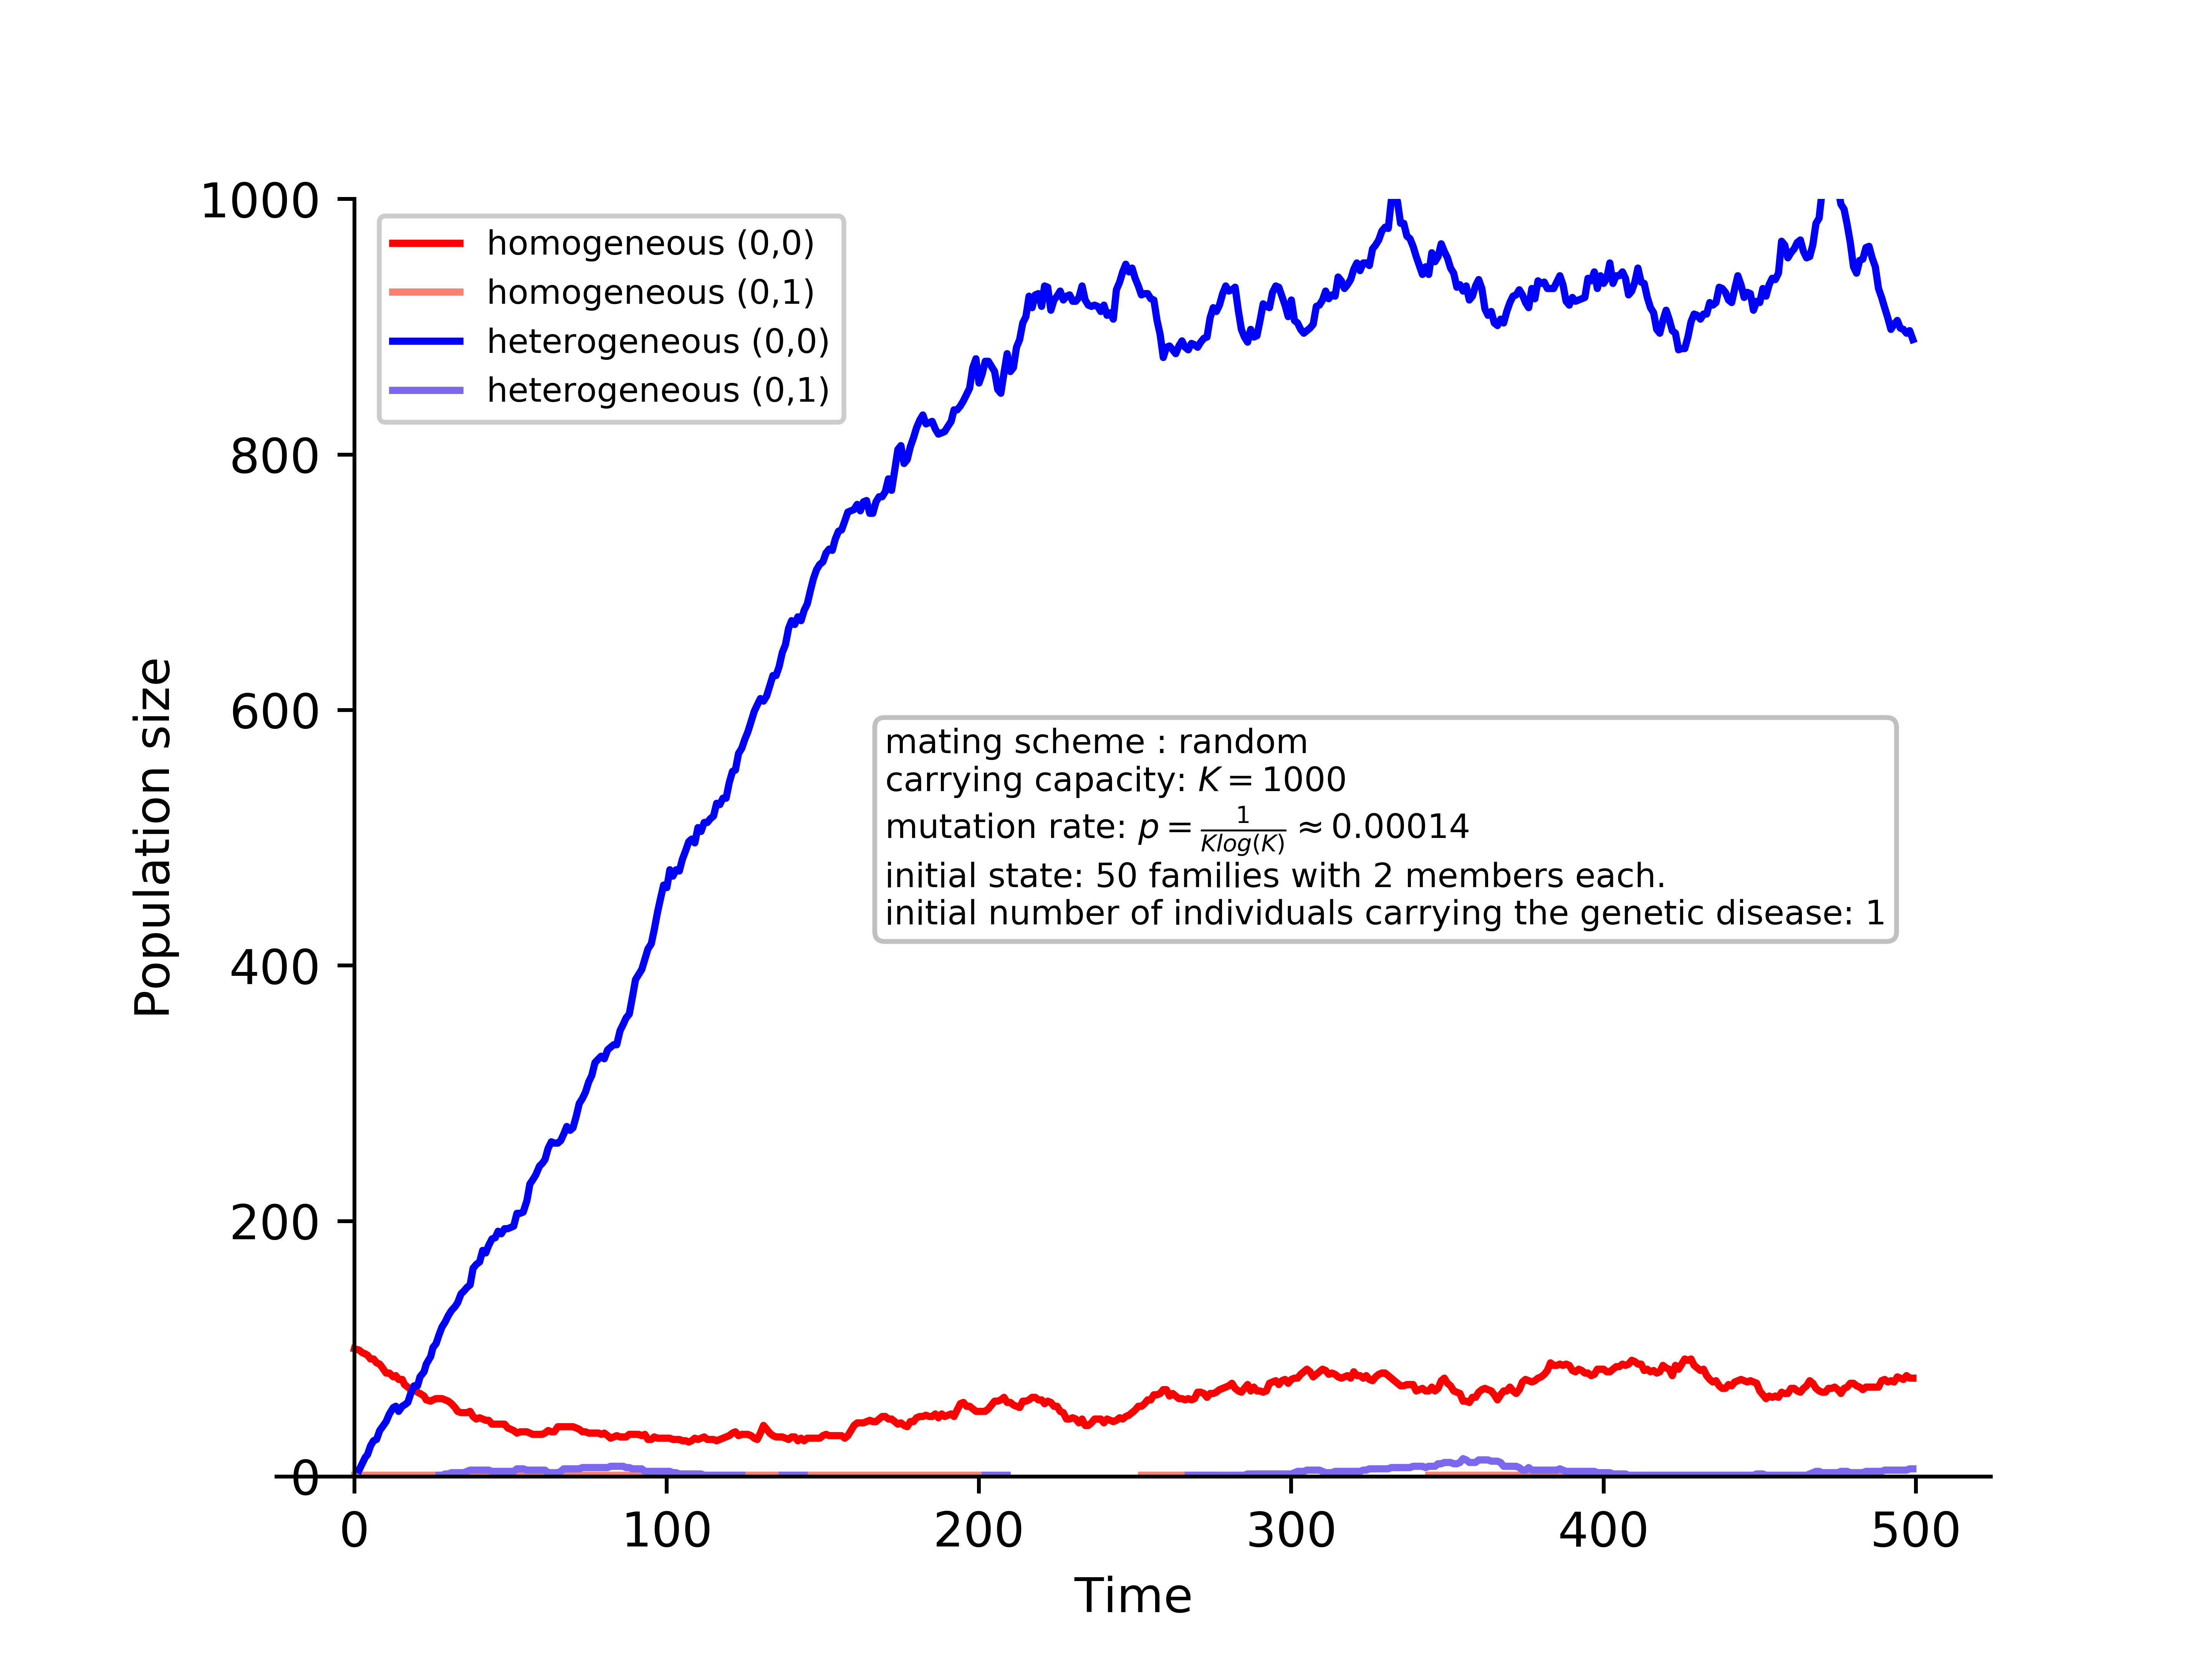 1000
800
600
400
200
0
Population size
homogeneous (0,0)
homogeneous (0,1)
heterogeneous (0,0)
heterogeneous (0,1)
mating scheme : random
carrying capacity: K = 1000
mutation rate: p = \frac{1}{Klog(K)} ≈ 0.00014
initial state: 50 families with 2 members each.
initial number of individuals carrying the genetic disease: 1
0 100 200 300 400 500
Time